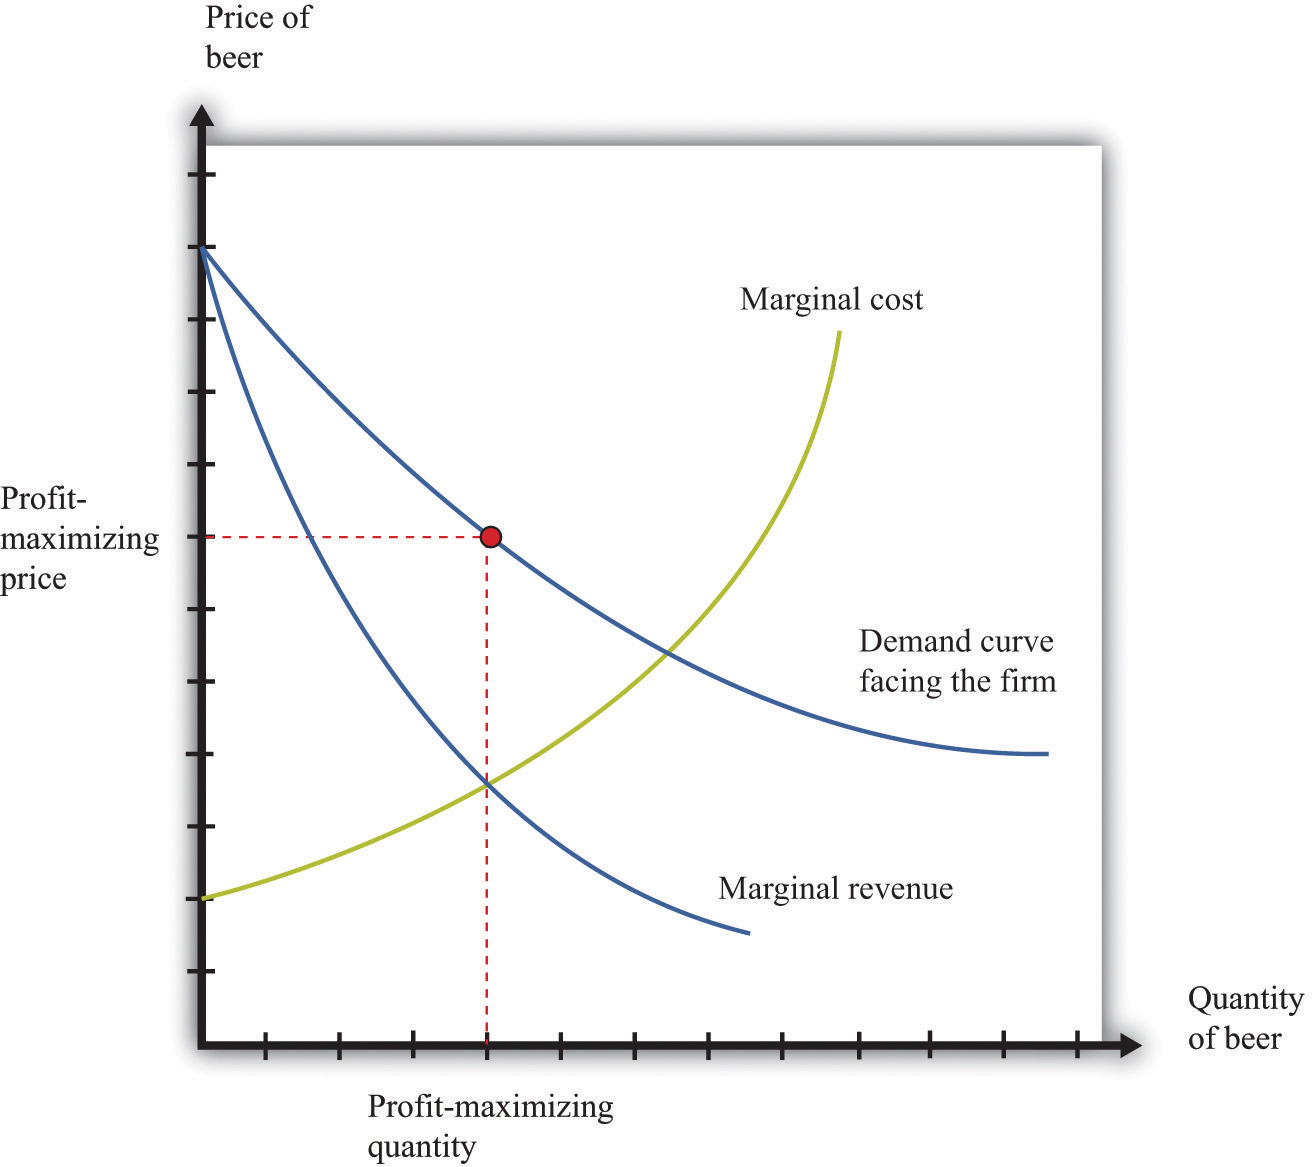 Price of
beer
Marginal cost
Profit-
maximizing
price
Demand curve
facing the firm
Marginal revenue
Quantity
of beer
Profit-maximizing
quantity